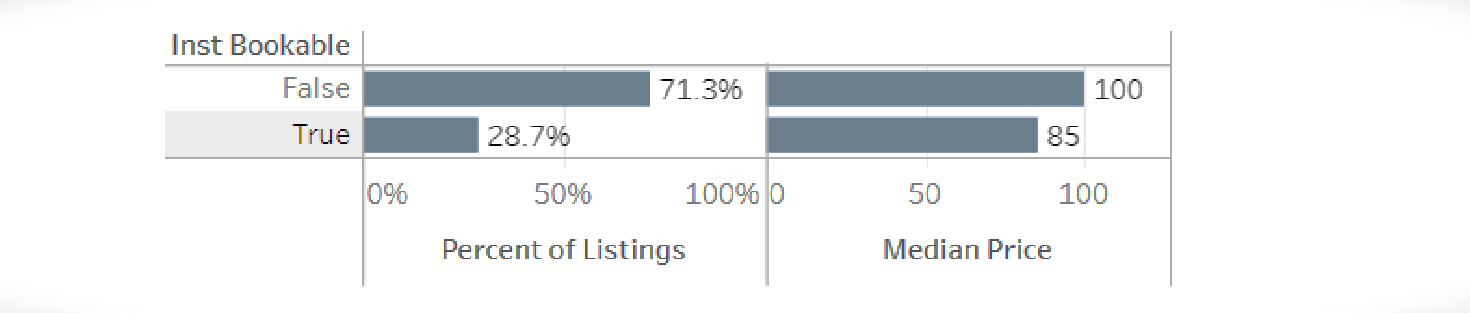 Inst Bookable
False 71.3% 100
True 28.7% 85
0% 50% 100% 0 50 100
Percent of Listings Median Price